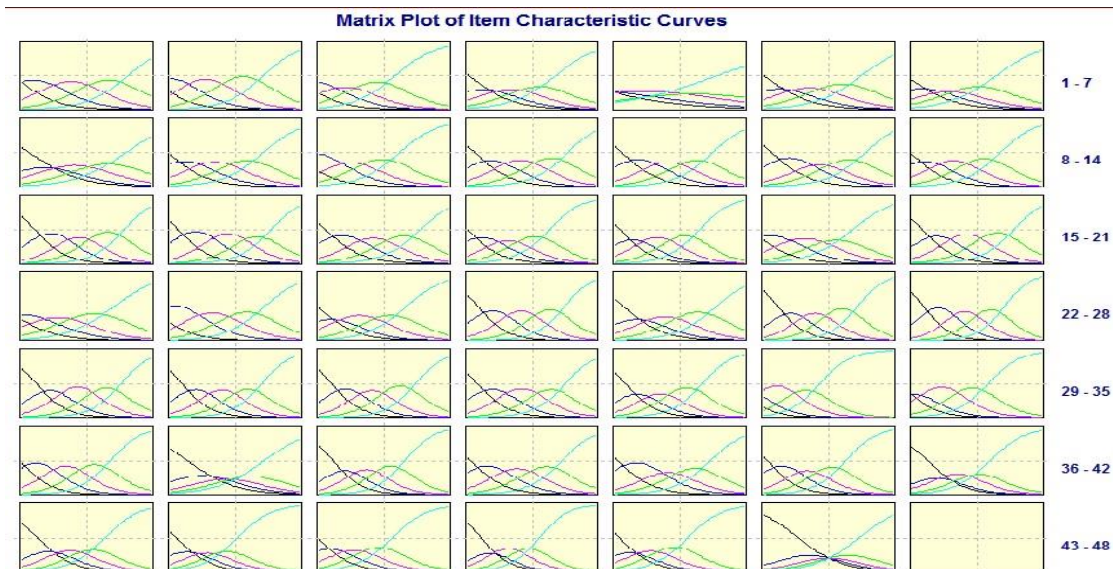 Matrix Plot of Item Characteristic Curves
1 - 7
8 - 14
15 - 21
22 - 28
29 - 35
36 - 42
43 - 48